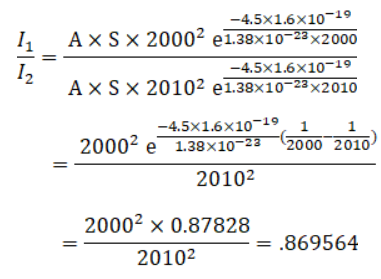 I₁/I₂ = (A × S × 2000² e^((-4.5×1.6×10⁻¹⁹)/(1.38×10⁻²³×2000)))/(A × S × 2010² e^((-4.5×1.6×10⁻¹⁹)/(1.38×10⁻²³×2010)))
= (2000² e^((-4.5×1.6×10⁻¹⁹)/(1.38×10⁻²³)(1/2000−1/2010)))/2010²
= (2000² × 0.87828)/2010² = .869564